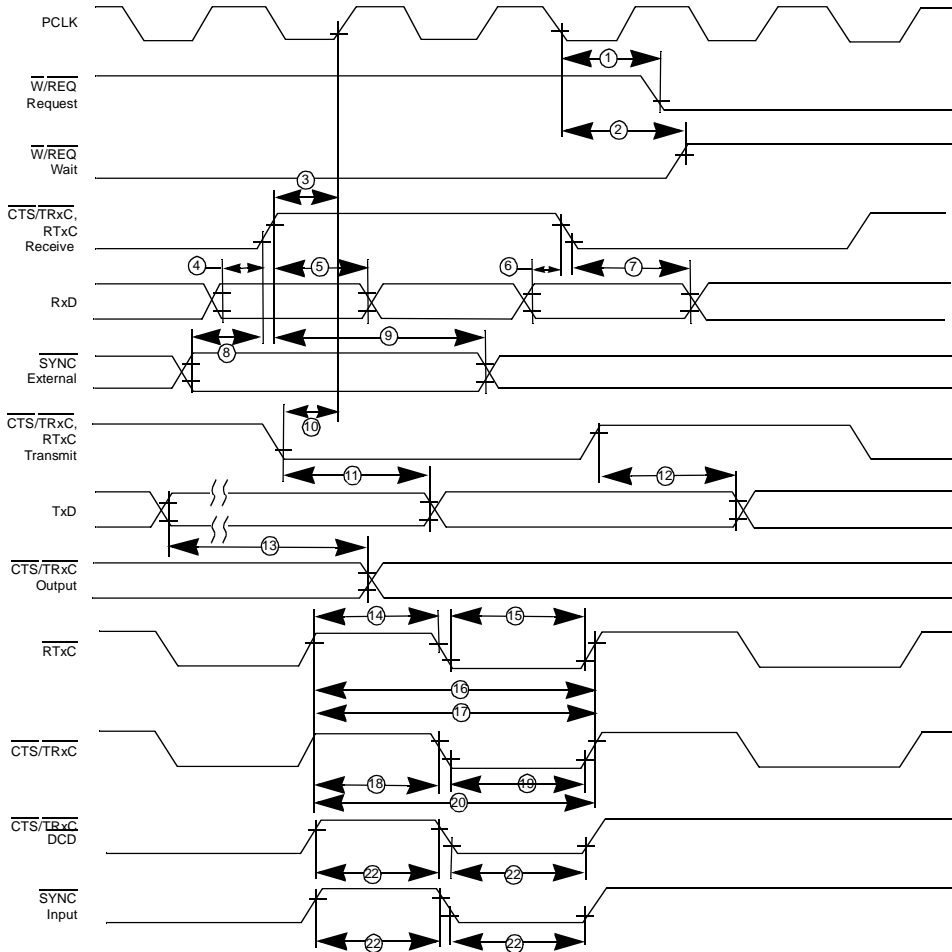 PCLK
1
W/REQ
Request
2
W/REQ
Wait
3
CTS/TRxC,
RTxC
Receive
4
5
6
7
RxD
8
9
SYNC
External
10
CTS/TRxC,
RTxC
Transmit
11
12
TxD
13
CTS/TRxC
Output
14
15
RTxC
16
17
CTS/TRxC
18
19
20
CTS/TRxC
DCD
22
22
SYNC
Input
22
22